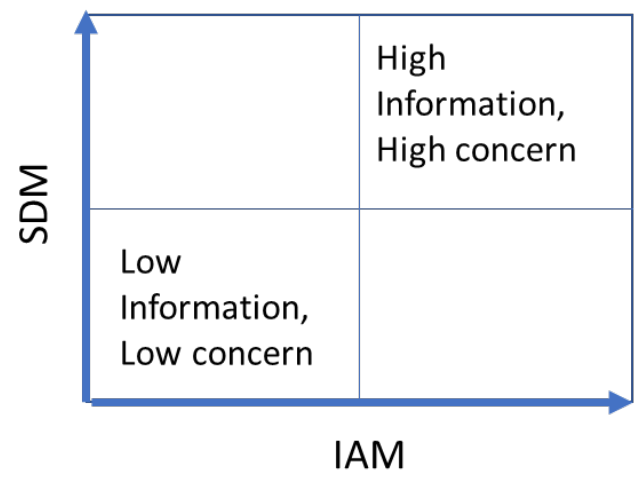 High
Information,
High concern
SDM
Low
Information,
Low concern
IAM